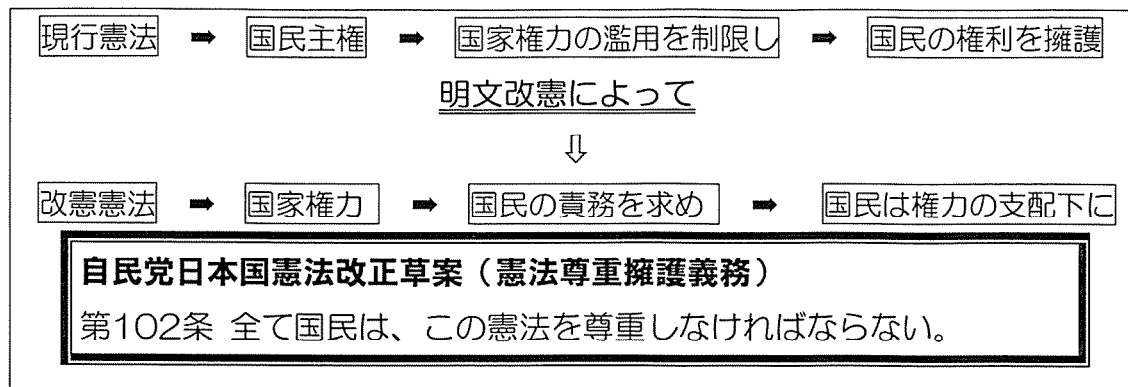 現行憲法 ➡ 国民主権 ➡ 国家権力の濫用を制限し ➡ 国民の権利を擁護
明文改憲によって
⇩
改憲憲法 ➡ 国家権力 ➡ 国民の責務を求め ➡ 国民は権力の支配下に
自民党日本国憲法改正草案（憲法尊重擁護義務）
第102条 全て国民は、この憲法を尊重しなければならない。